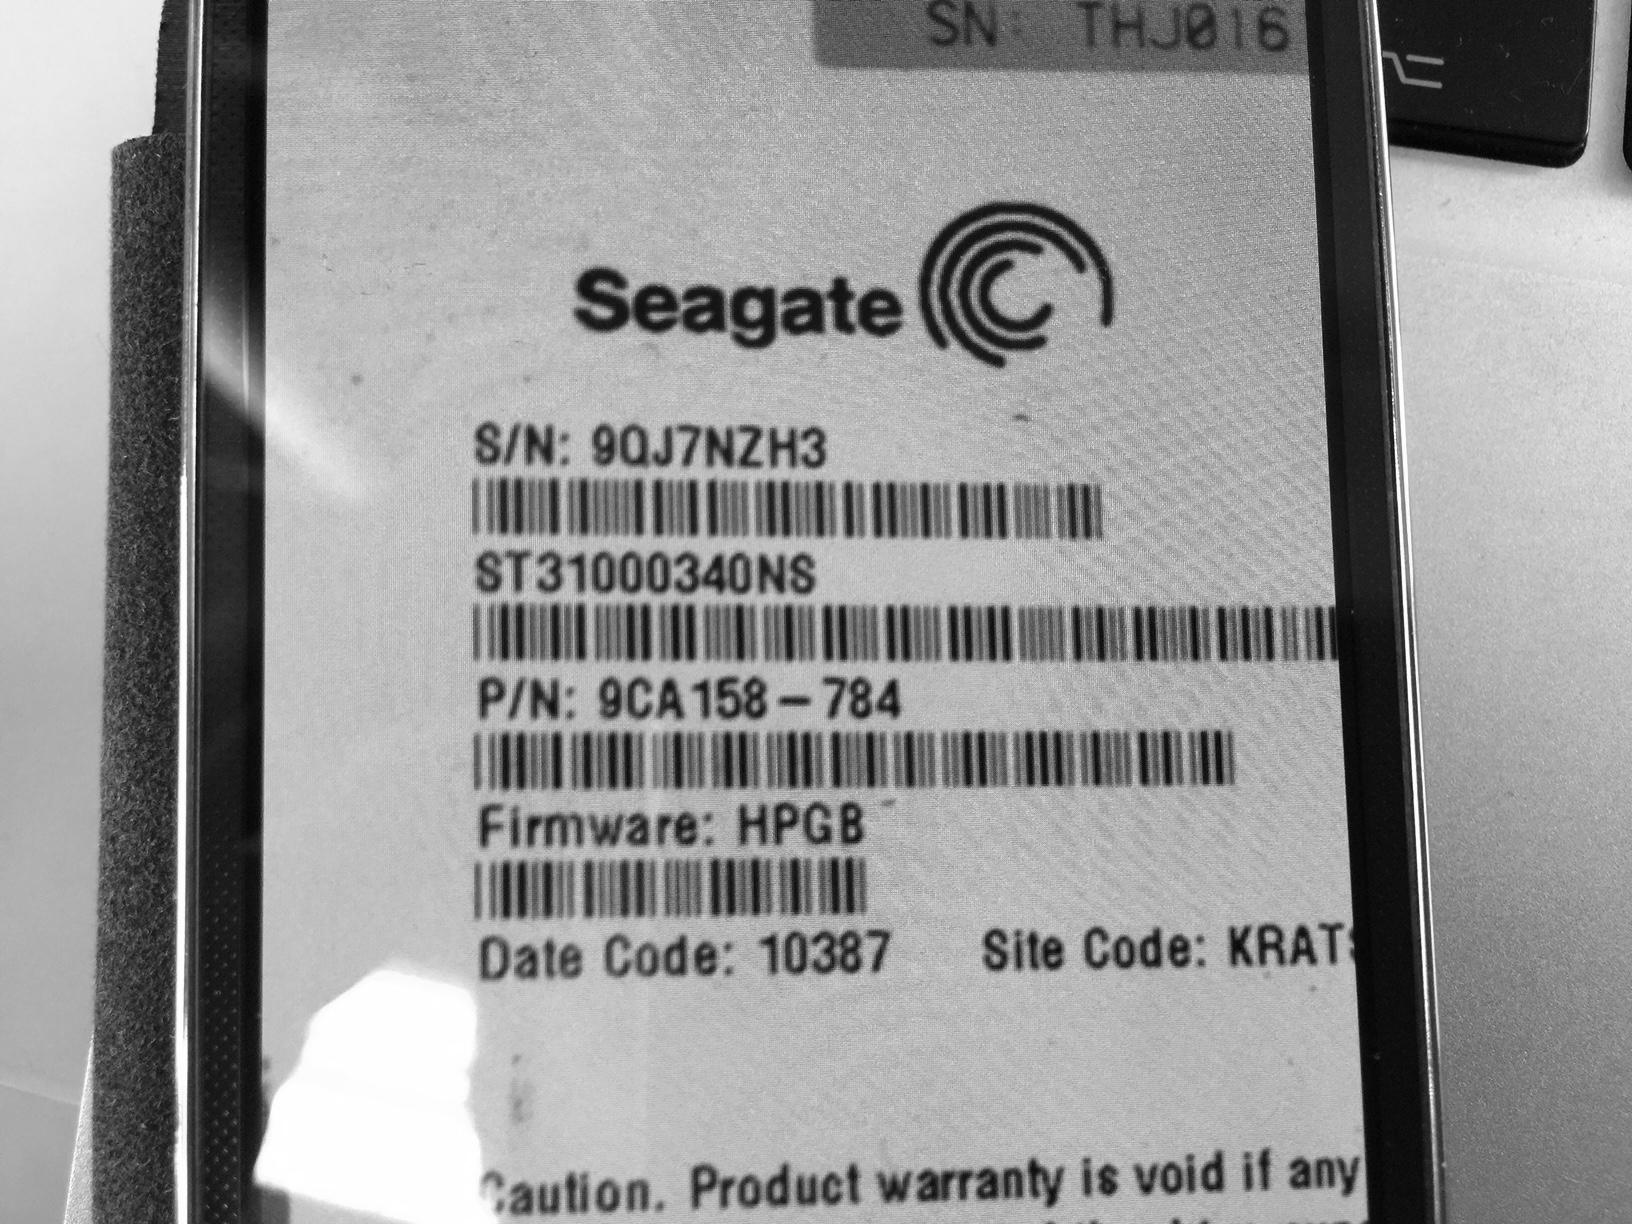 SN: THJ016
Seagate
S/N: 9QJ7NZH3
ST31000340NS
P/N: 9CA158-784
Firmware: HPGB
Date Code: 10387 Site Code: KRATS
Caution. Product warranty is void if any